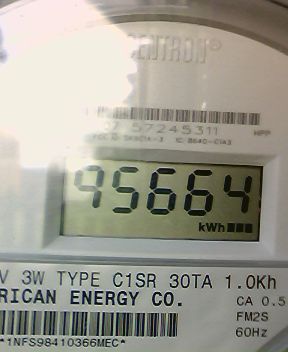 CENTRON®
57245311
95664
kWh
V 3W TYPE C1SR 30TA 1.0Kh
RICAN ENERGY CO.
CA 0.5
FM2S
60Hz
*1NFS98410366MEC*